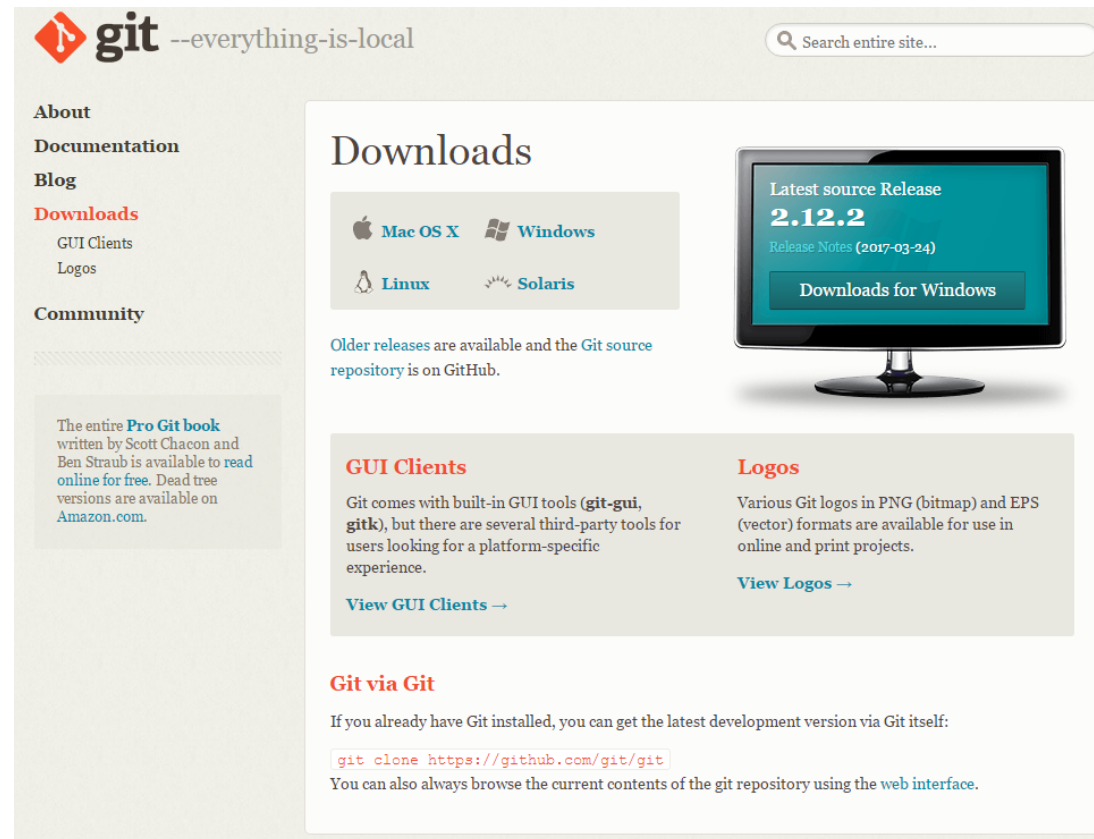 git --everything-is-local
Search entire site...
About
Documentation
Blog
Downloads
GUI Clients
Logos
Community
The entire Pro Git book
written by Scott Chacon and
Ben Straub is available to read
online for free. Dead tree
versions are available on
Amazon.com.
Downloads
Mac OS X
Windows
Linux
Solaris
Older releases are available and the Git source
repository is on GitHub.
Latest source Release
2.12.2
Release Notes (2017-03-24)
Downloads for Windows
GUI Clients
Git comes with built-in GUI tools (git-gui,
gitk), but there are several third-party tools for
users looking for a platform-specific
experience.
View GUI Clients →
Logos
Various Git logos in PNG (bitmap) and EPS
(vector) formats are available for use in
online and print projects.
View Logos →
Git via Git
If you already have Git installed, you can get the latest development version via Git itself:
git clone https://github.com/git/git
You can also always browse the current contents of the git repository using the web interface.